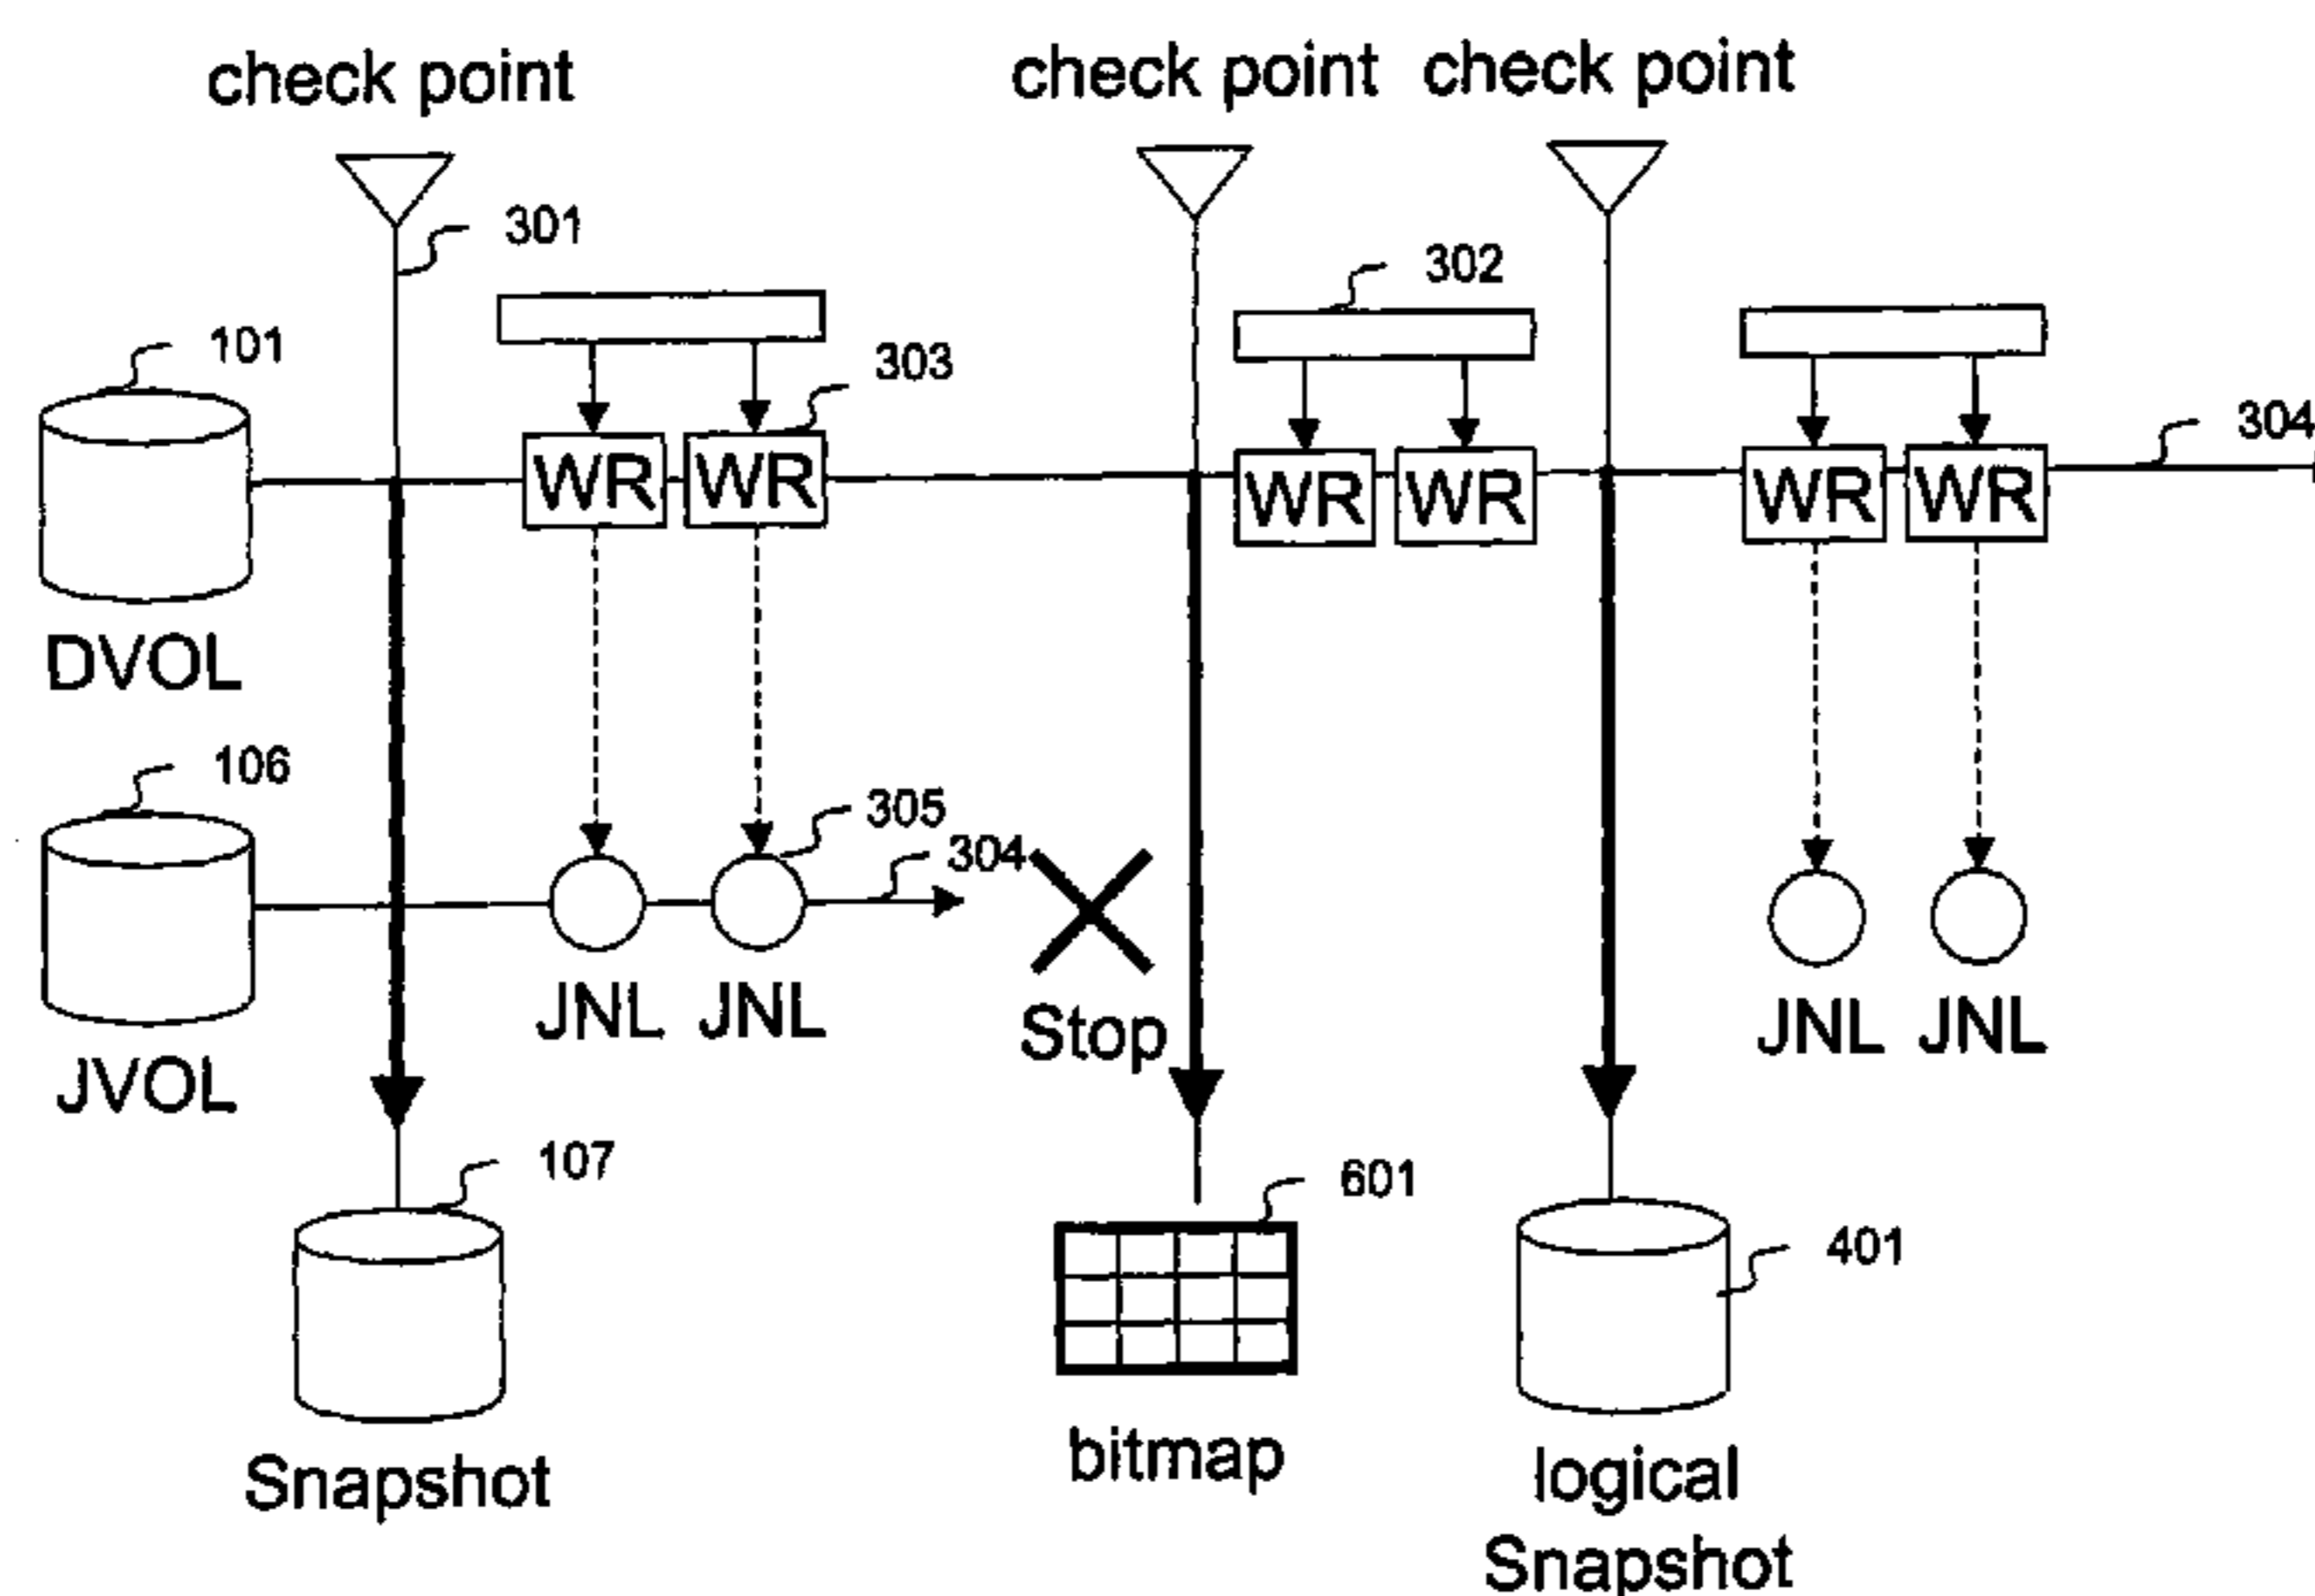 check point
check point
check point
301
302
101
303
304
WR
WR
WR
WR
WR
WR
DVOL
106
305
304
JNL
JNL
Stop
JNL
JNL
JVOL
107
601
401
Snapshot
bitmap
logical
Snapshot